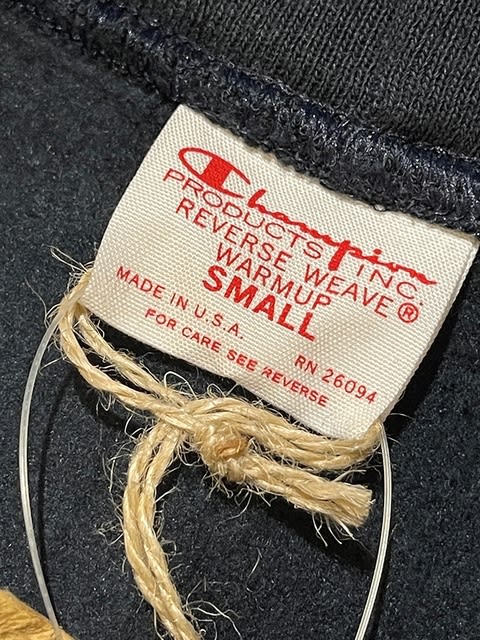 Champion
PRODUCTS INC.
REVERSE WEAVE®
WARMUP
SMALL
MADE IN U.S.A. RN 26094
FOR CARE SEE REVERSE